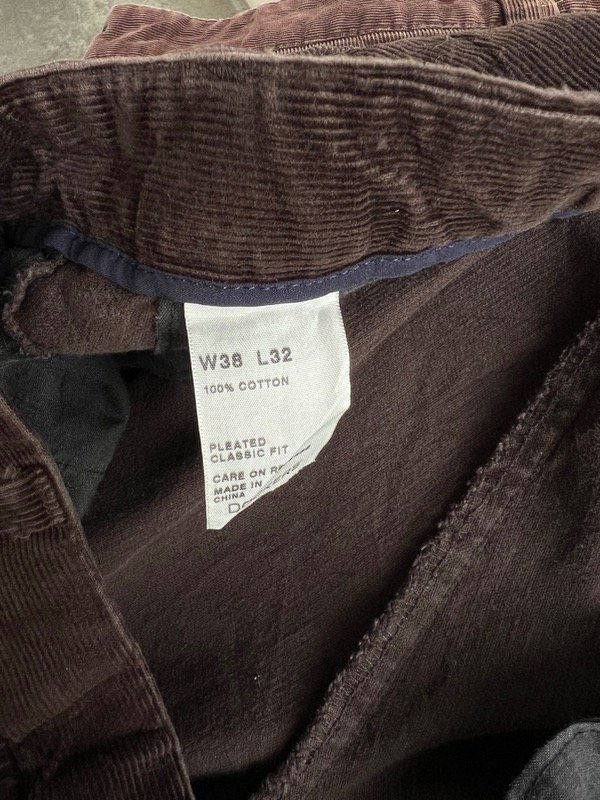 W38 L32
100% COTTON
PLEATED
CLASSIC FIT
CARE ON
MADE IN
CHINA